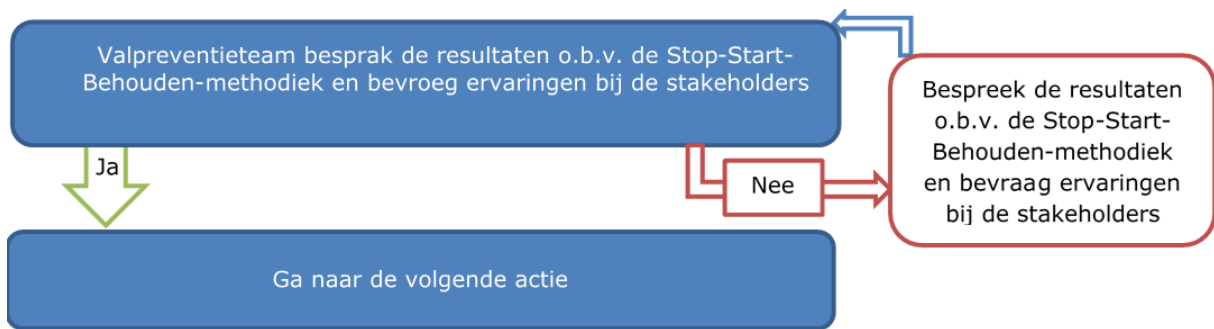 Valpreventieteam besprak de resultaten o.b.v. de Stop-Start-
Behouden-methodiek en bevroeg ervaringen bij de stakeholders
Ja
Nee
Bespreek de resultaten
o.b.v. de Stop-Start-
Behouden-methodiek
en bevraag ervaringen
bij de stakeholders
Ga naar de volgende actie